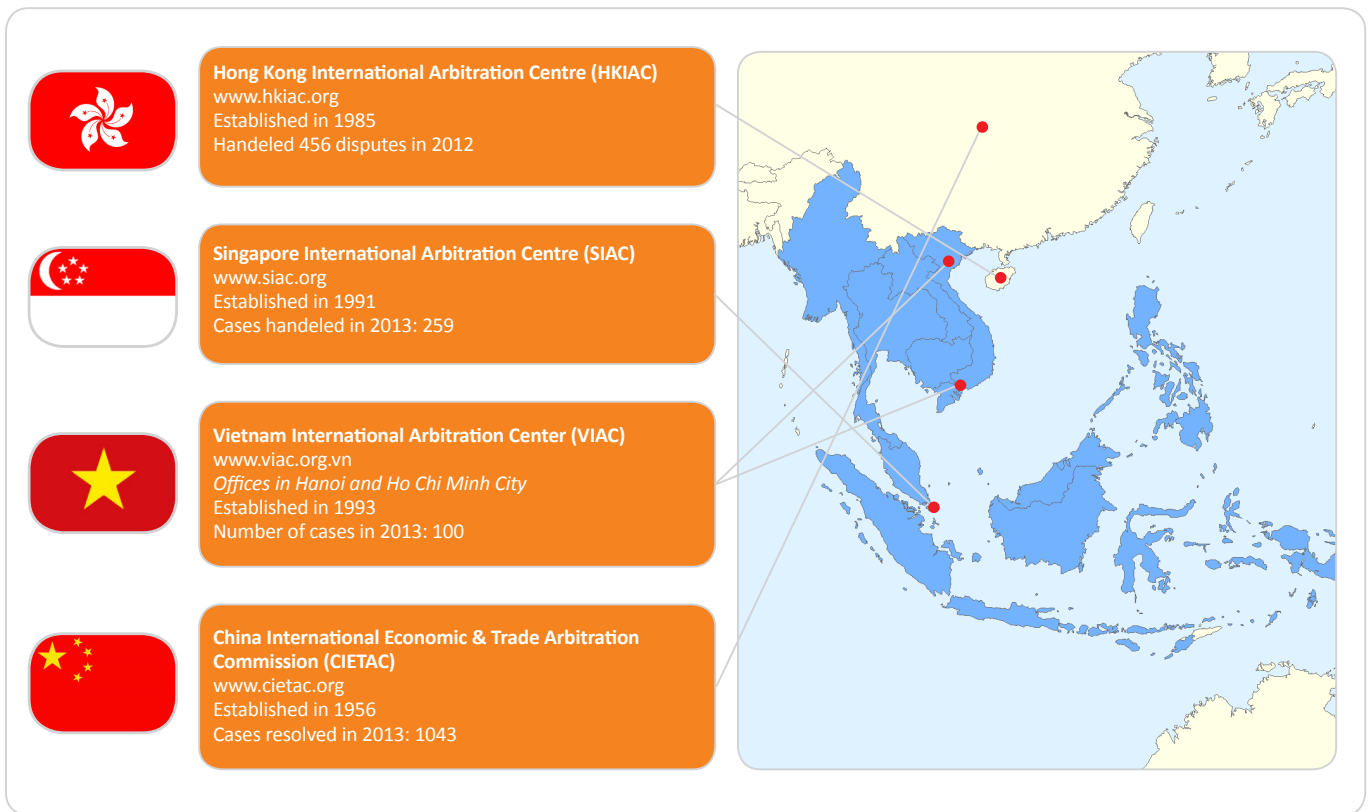 Hong Kong International Arbitration Centre (HKIAC)
www.hkiac.org
Established in 1985
Handeled 456 disputes in 2012
Singapore International Arbitration Centre (SIAC)
www.siac.org
Established in 1991
Cases handeled in 2013: 259
Vietnam International Arbitration Center (VIAC)
www.viac.org.vn
Offices in Hanoi and Ho Chi Minh City
Established in 1993
Number of cases in 2013: 100
China International Economic & Trade Arbitration
Commission (CIETAC)
www.cietac.org
Established in 1956
Cases resolved in 2013: 1043